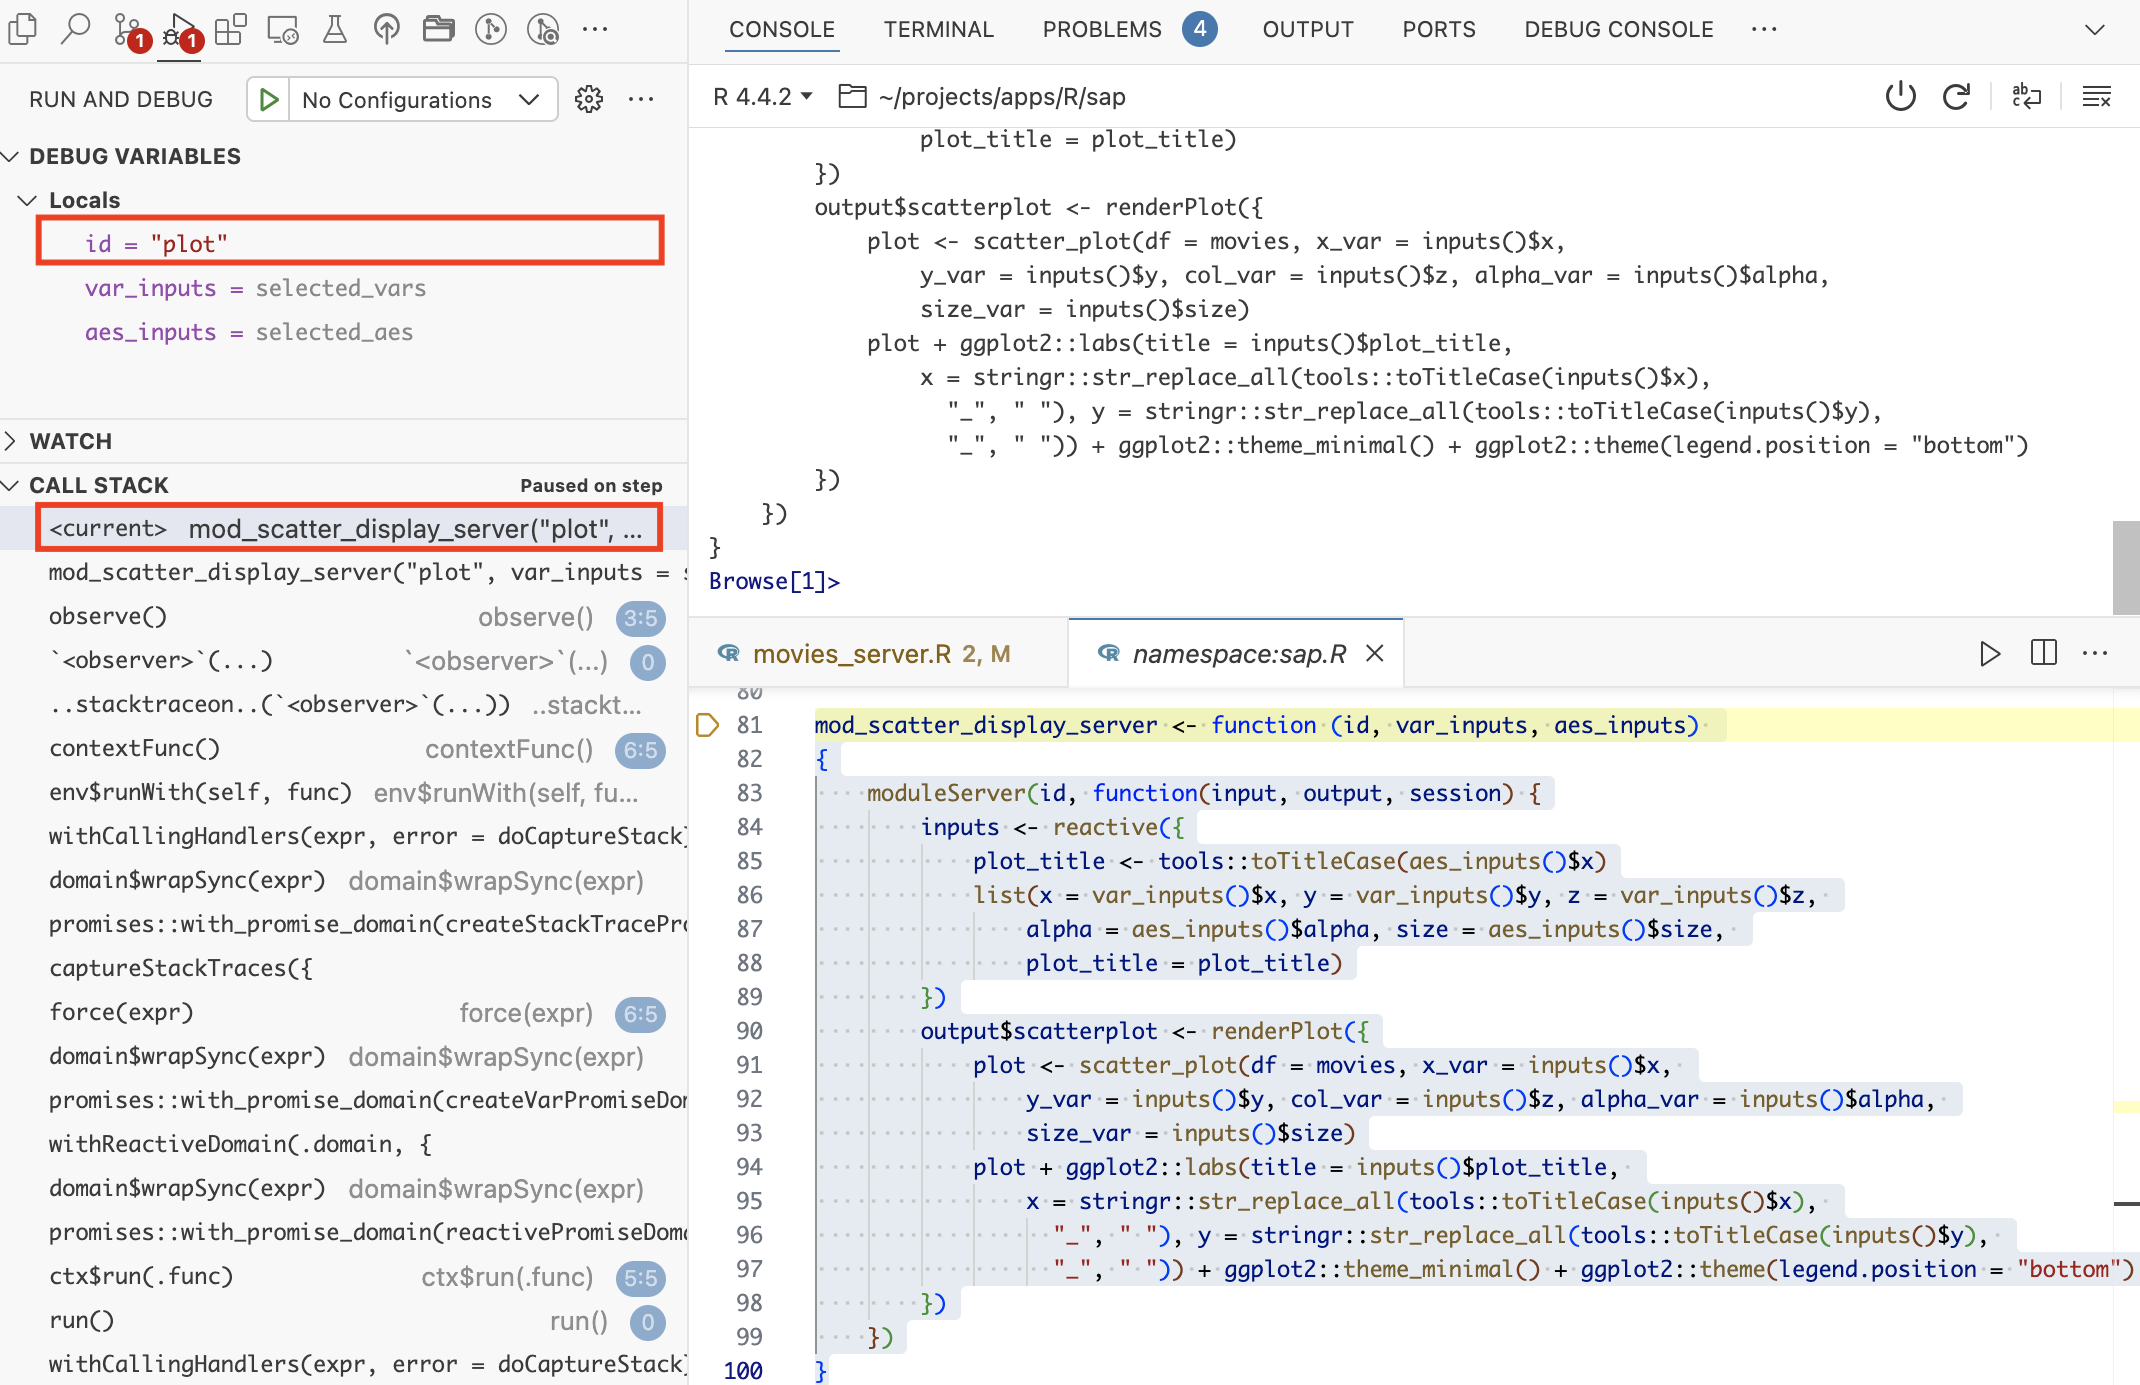 1
1
RUN AND DEBUG
No Configurations
DEBUG VARIABLES
Locals
id = "plot"
var_inputs = selected_vars
aes_inputs = selected_aes
WATCH
CALL STACK
Paused on step
<current> mod_scatter_display_server("plot", ...
mod_scatter_display_server("plot", var_inputs = s
observe() observe() 3:5
`<observer>`(...) `<observer>`(...) 0
..stacktraceon..(`<observer>`(...)) ..stackt...
contextFunc() contextFunc() 6:5
env$runWith(self, func) env$runWith(self, fu...
withCallingHandlers(expr, error = doCaptureStack)
domain$wrapSync(expr) domain$wrapSync(expr)
promises::with_promise_domain(createStackTracePro
captureStackTraces({
force(expr) force(expr) 6:5
domain$wrapSync(expr) domain$wrapSync(expr)
promises::with_promise_domain(createVarPromiseDom
withReactiveDomain(.domain, {
domain$wrapSync(expr) domain$wrapSync(expr)
promises::with_promise_domain(reactivePromiseDoma
ctx$run(.func) ctx$run(.func) 5:5
run() run() 0
withCallingHandlers(expr, error = doCaptureStack)
CONSOLE TERMINAL PROBLEMS 4 OUTPUT PORTS DEBUG CONSOLE
R 4.4.2 ~/projects/apps/R/sap
plot_title = plot_title)
})
output$scatterplot <- renderPlot({
plot <- scatter_plot(df = movies, x_var = inputs()$x,
y_var = inputs()$y, col_var = inputs()$z, alpha_var = inputs()$alpha,
size_var = inputs()$size)
plot + ggplot2::labs(title = inputs()$plot_title,
x = stringr::str_replace_all(tools::toTitleCase(inputs()$x),
"_", " "), y = stringr::str_replace_all(tools::toTitleCase(inputs()$y),
"_", " ")) + ggplot2::theme_minimal() + ggplot2::theme(legend.position = "bottom")
})
})
}
Browse[1]>
movies_server.R 2, M namespace:sap.R
80
81 mod_scatter_display_server <- function (id, var_inputs, aes_inputs)
82 {
83 moduleServer(id, function(input, output, session) {
84 inputs <- reactive({
85 plot_title <- tools::toTitleCase(aes_inputs()$x)
86 list(x = var_inputs()$x, y = var_inputs()$y, z = var_inputs()$z,
87 alpha = aes_inputs()$alpha, size = aes_inputs()$size,
88 plot_title = plot_title)
89 })
90 output$scatterplot <- renderPlot({
91 plot <- scatter_plot(df = movies, x_var = inputs()$x,
92 y_var = inputs()$y, col_var = inputs()$z, alpha_var = inputs()$alpha,
93 size_var = inputs()$size)
94 plot + ggplot2::labs(title = inputs()$plot_title,
95 x = stringr::str_replace_all(tools::toTitleCase(inputs()$x),
96 "_", " "), y = stringr::str_replace_all(tools::toTitleCase(inputs()$y),
97 "_", " ")) + ggplot2::theme_minimal() + ggplot2::theme(legend.position = "bottom")
98 })
99 })
100 }